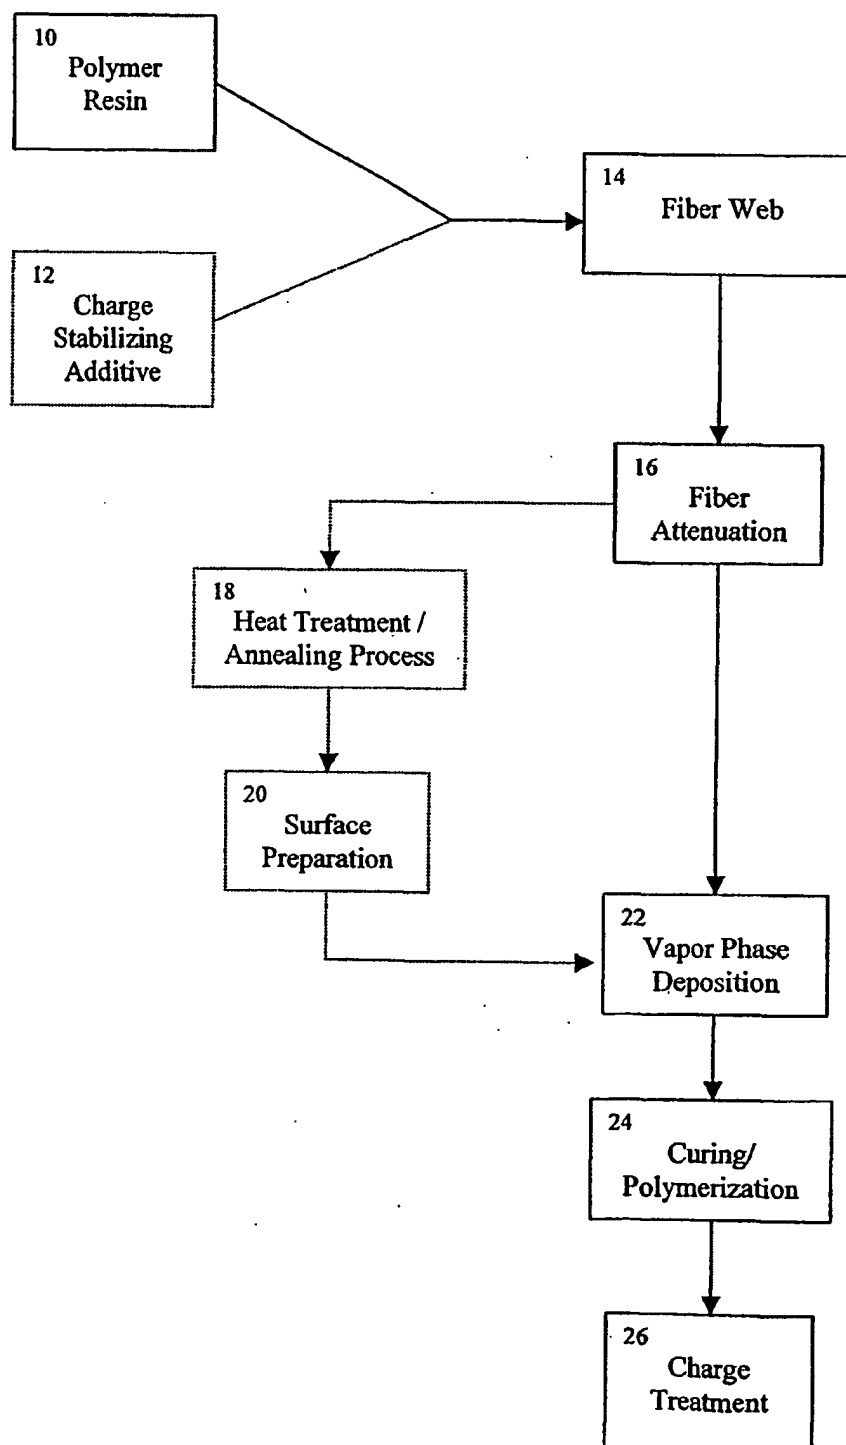 10
Polymer
Resin
14
Fiber Web
12
Charge
Stabilizing
Additive
16
Fiber
Attenuation
18
Heat Treatment /
Annealing Process
20
Surface
Preparation
22
Vapor Phase
Deposition
24
Curing/
Polymerization
26
Charge
Treatment